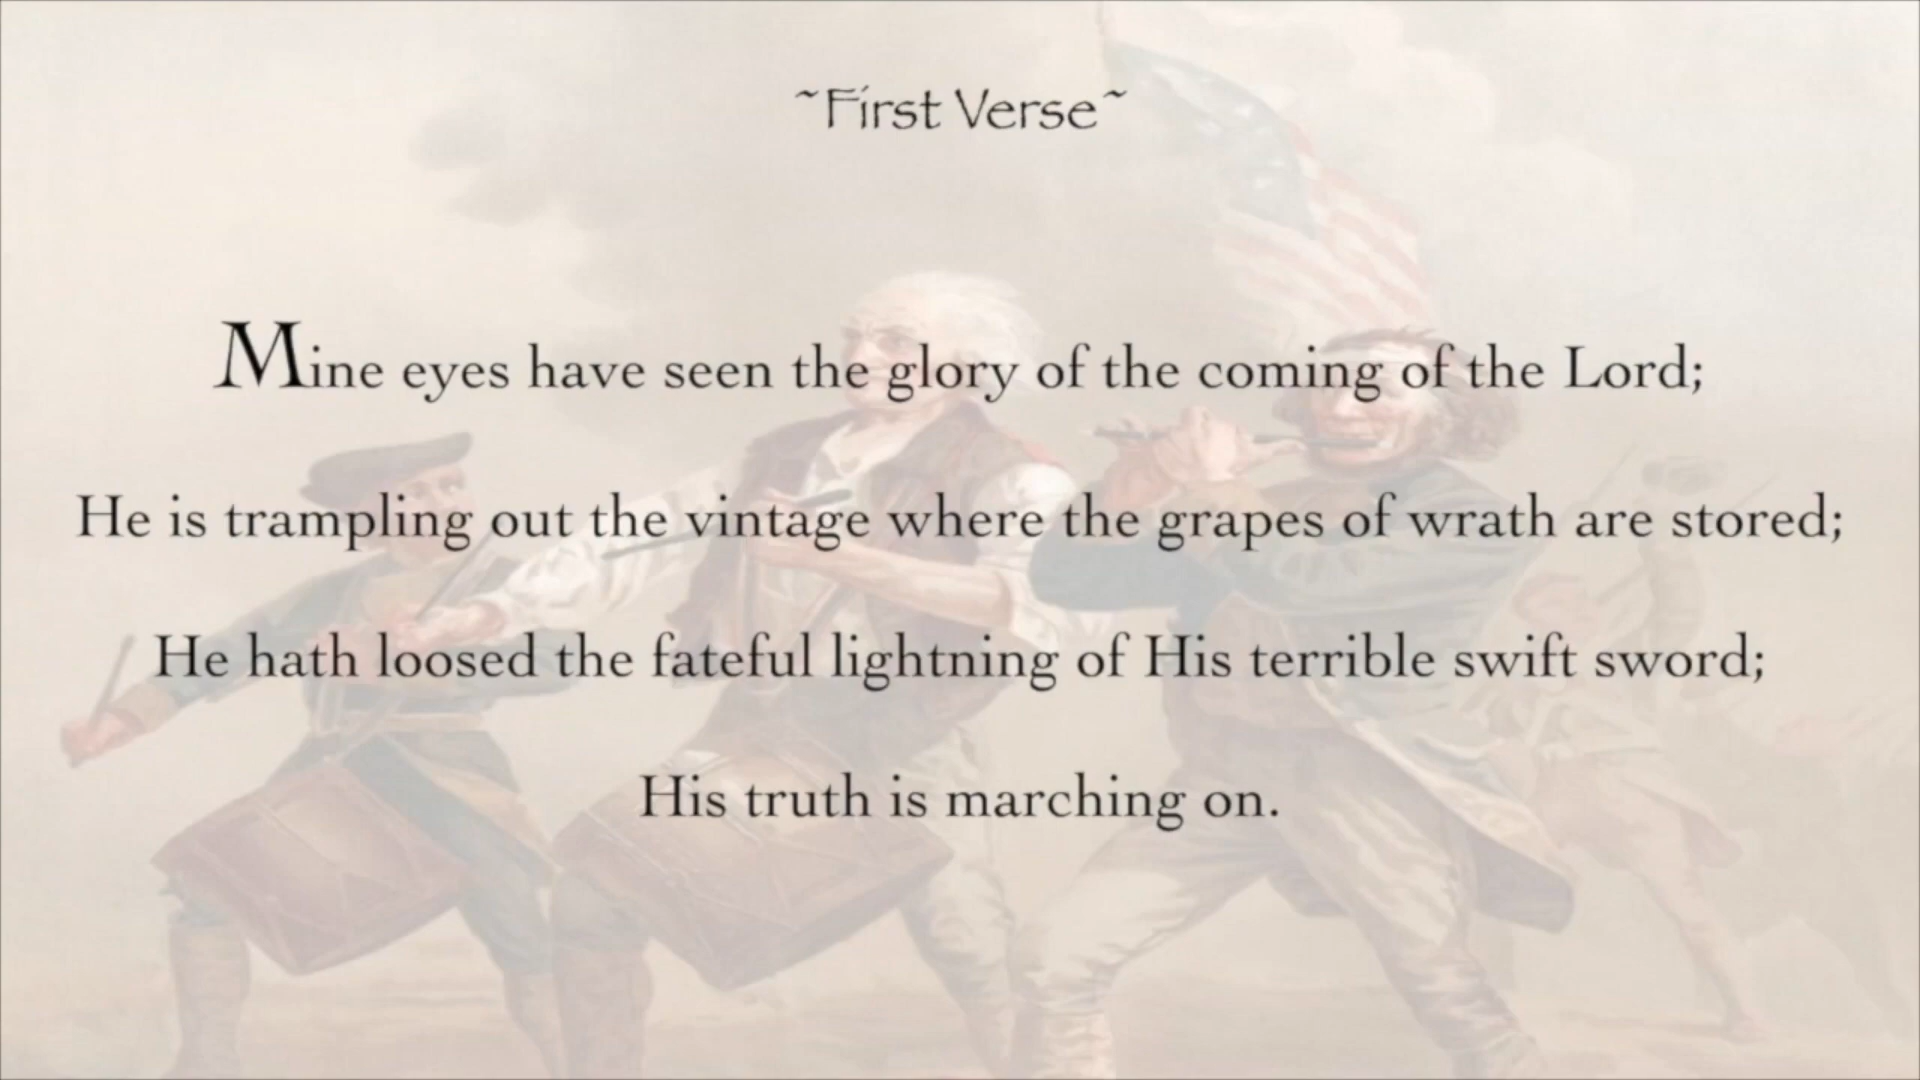 ~First Verse~
Mine eyes have seen the glory of the coming of the Lord;
He is trampling out the vintage where the grapes of wrath are stored;
He hath loosed the fateful lightning of His terrible swift sword;
His truth is marching on.